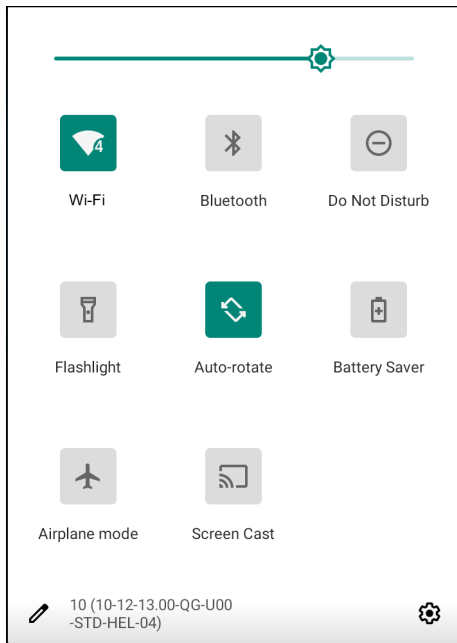 4
Wi-Fi
Bluetooth
Do Not Disturb
Flashlight
Auto-rotate
Battery Saver
Airplane mode
Screen Cast
10 (10-12-13.00-QG-U00
-STD-HEL-04)